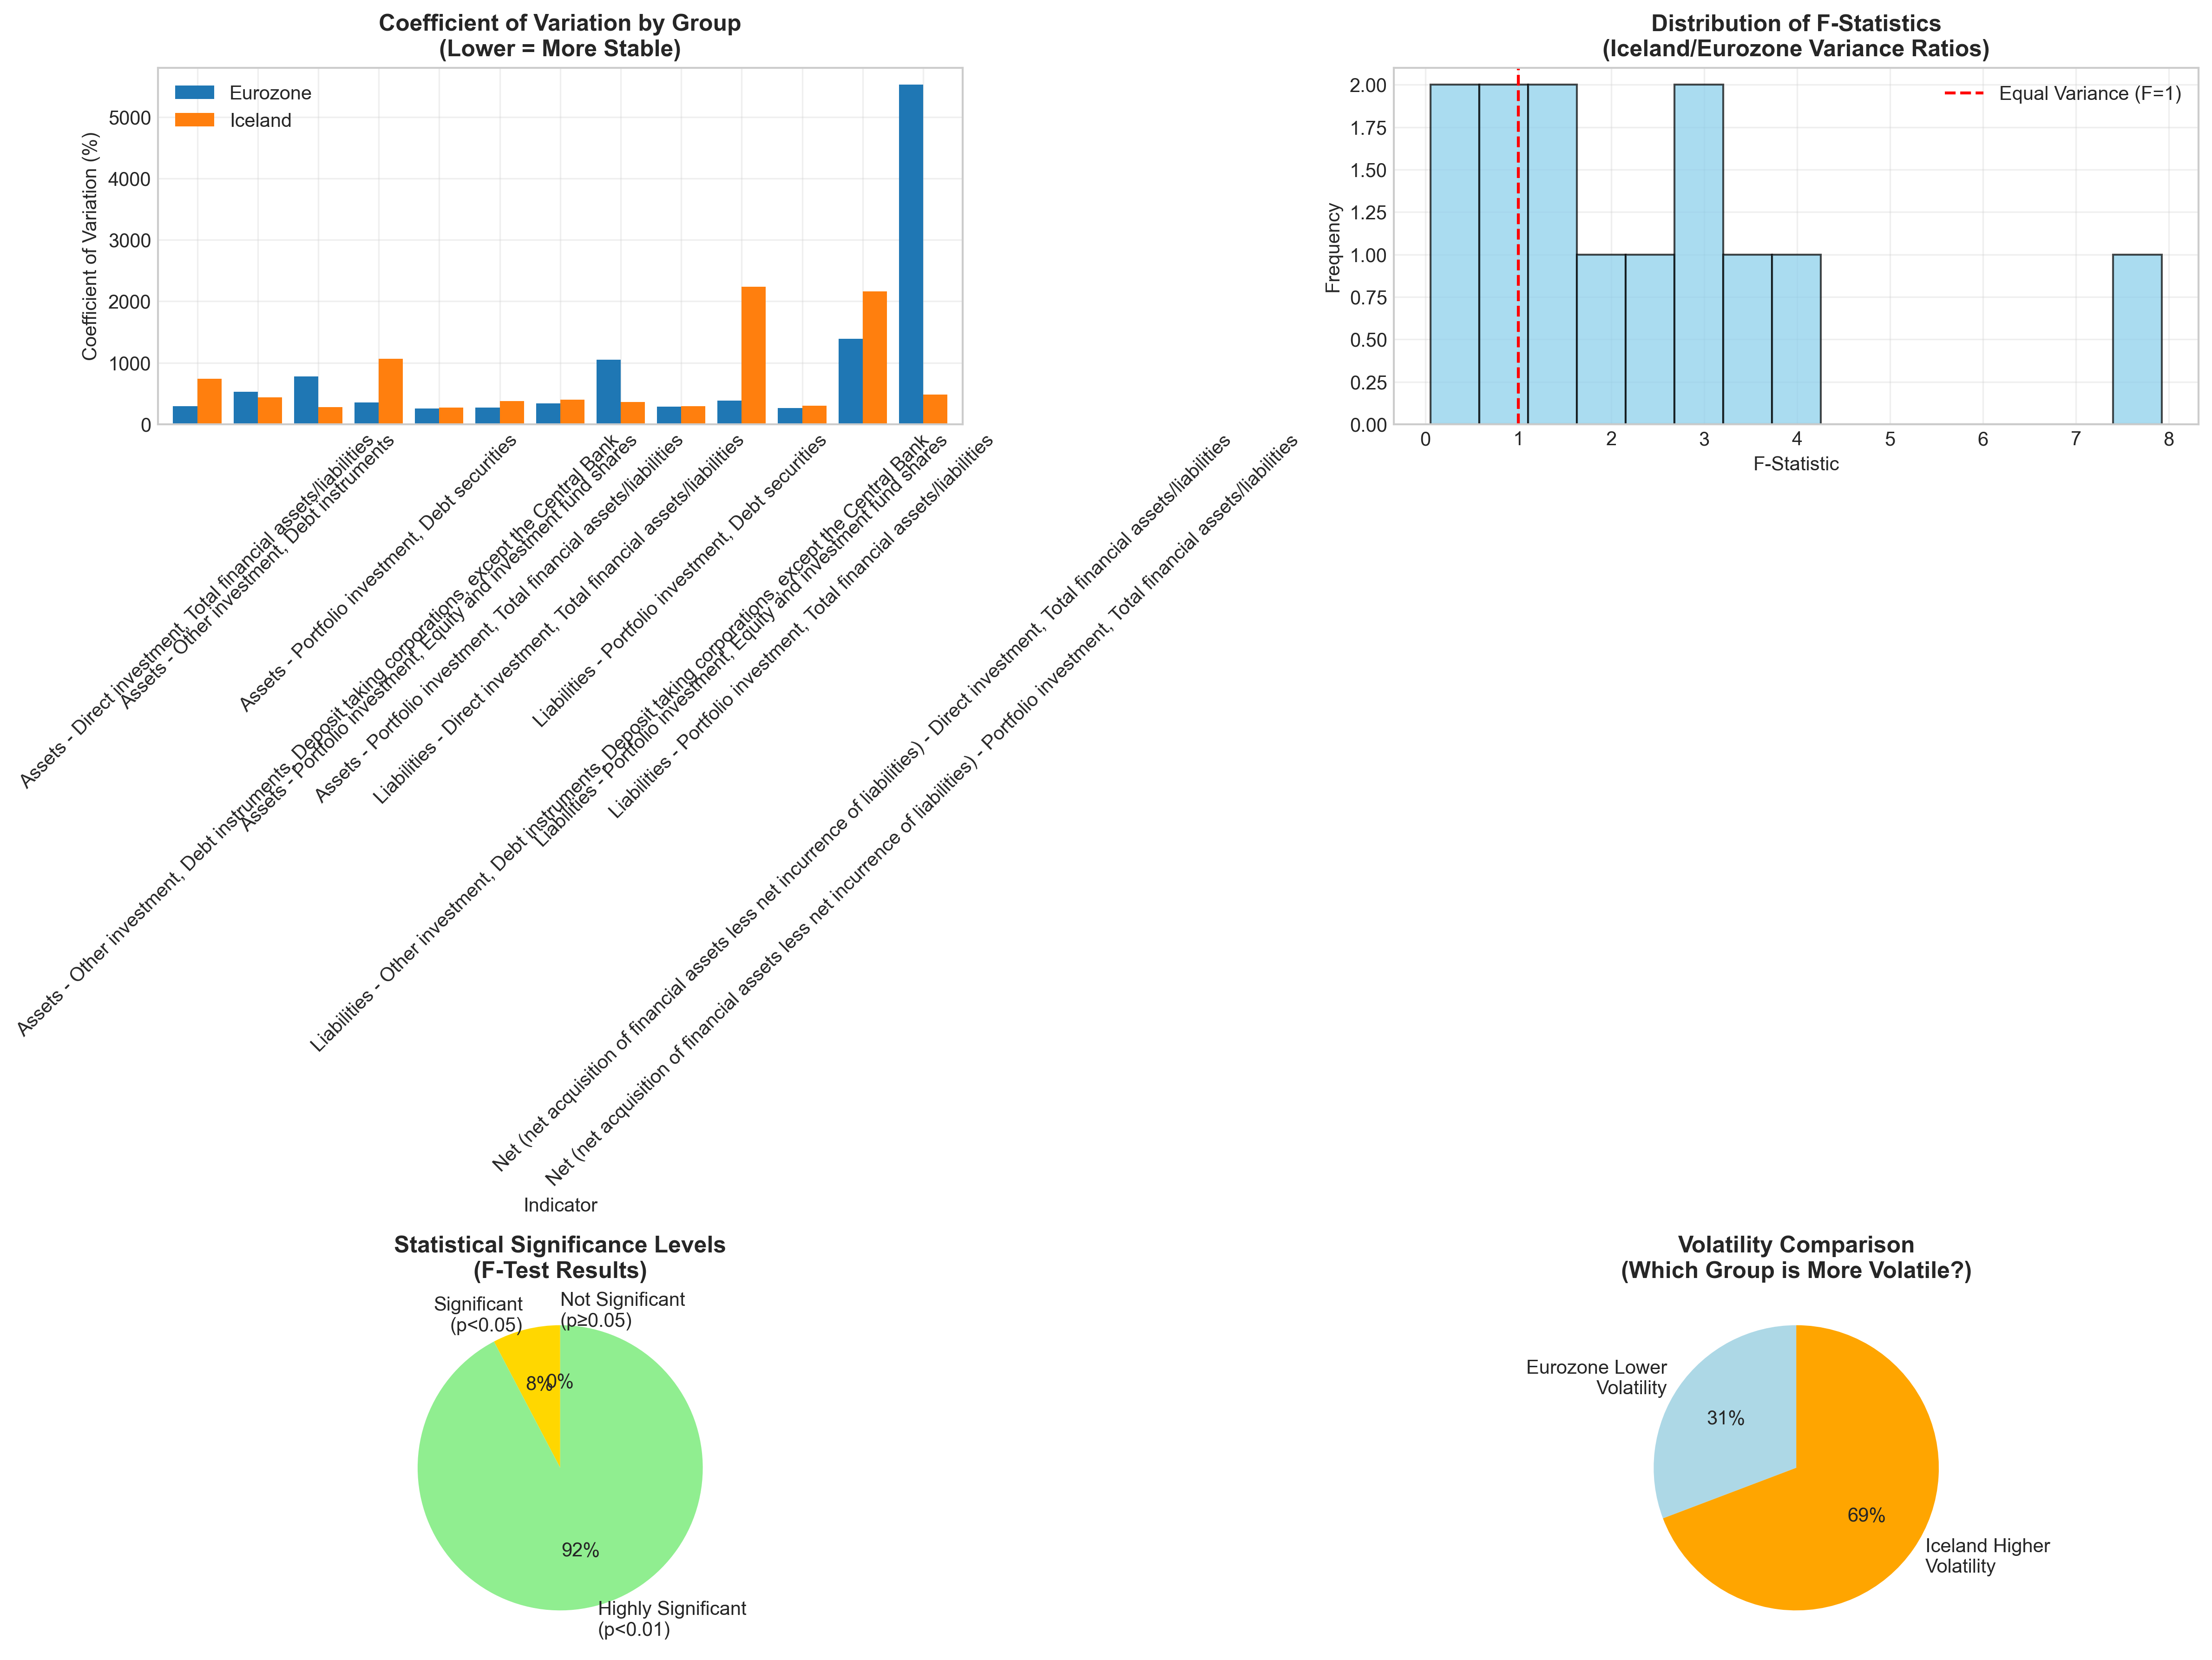 Coefficient of Variation by Group
(Lower = More Stable)
Coefficient of Variation (%)
5000
4000
3000
2000
1000
0
Eurozone
Iceland
Assets - Direct investment, Total financial assets/liabilities
Assets - Other investment, Debt instruments
Assets - Other investment, Debt instruments, Deposit taking corporations, except the Central Bank
Assets - Portfolio investment, Debt securities
Assets - Portfolio investment, Equity and investment fund shares
Assets - Portfolio investment, Total financial assets/liabilities
Liabilities - Direct investment, Total financial assets/liabilities
Liabilities - Other investment, Debt instruments, Deposit taking corporations, except the Central Bank
Liabilities - Portfolio investment, Debt securities
Liabilities - Portfolio investment, Equity and investment fund shares
Liabilities - Portfolio investment, Total financial assets/liabilities
Net (net acquisition of financial assets less net incurrence of liabilities) - Direct investment, Total financial assets/liabilities
Net (net acquisition of financial assets less net incurrence of liabilities) - Portfolio investment, Total financial assets/liabilities
Indicator
Distribution of F-Statistics
(Iceland/Eurozone Variance Ratios)
Frequency
2.00
1.75
1.50
1.25
1.00
0.75
0.50
0.25
0.00
Equal Variance (F=1)
0 1 2 3 4 5 6 7 8
F-Statistic
Statistical Significance Levels
(F-Test Results)
Significant
(p<0.05)
Not Significant
(p≥0.05)
8%
0%
92%
Highly Significant
(p<0.01)
Volatility Comparison
(Which Group is More Volatile?)
Eurozone Lower
Volatility
31%
69%
Iceland Higher
Volatility